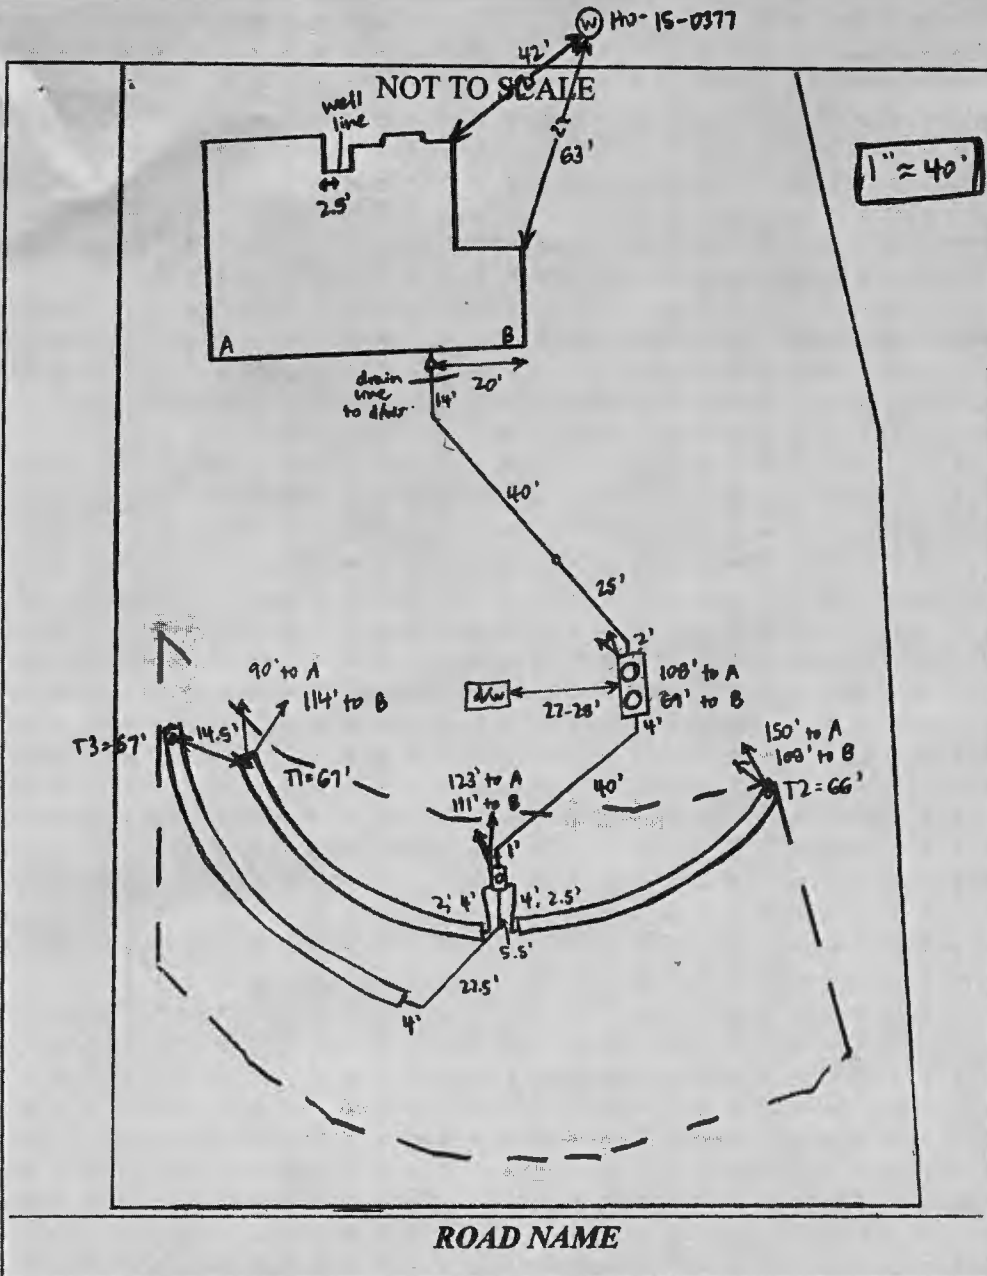 W HO-15-0377
42'
NOT TO SCALE
well
line
63'
1" ≈ 40'
2.5'
A
B
20'
drain
line
14'
40'
25'
2'
90' to A
114' to B
108' to A
89' to B
d/w
27-28'
4'
150' to A
108' to B
T3=67'
14.5'
T1=67'
T2=66'
123' to A
111' to B
40'
1'
2', 4'
4', 2.5'
5.5'
27.5'
4'
ROAD NAME